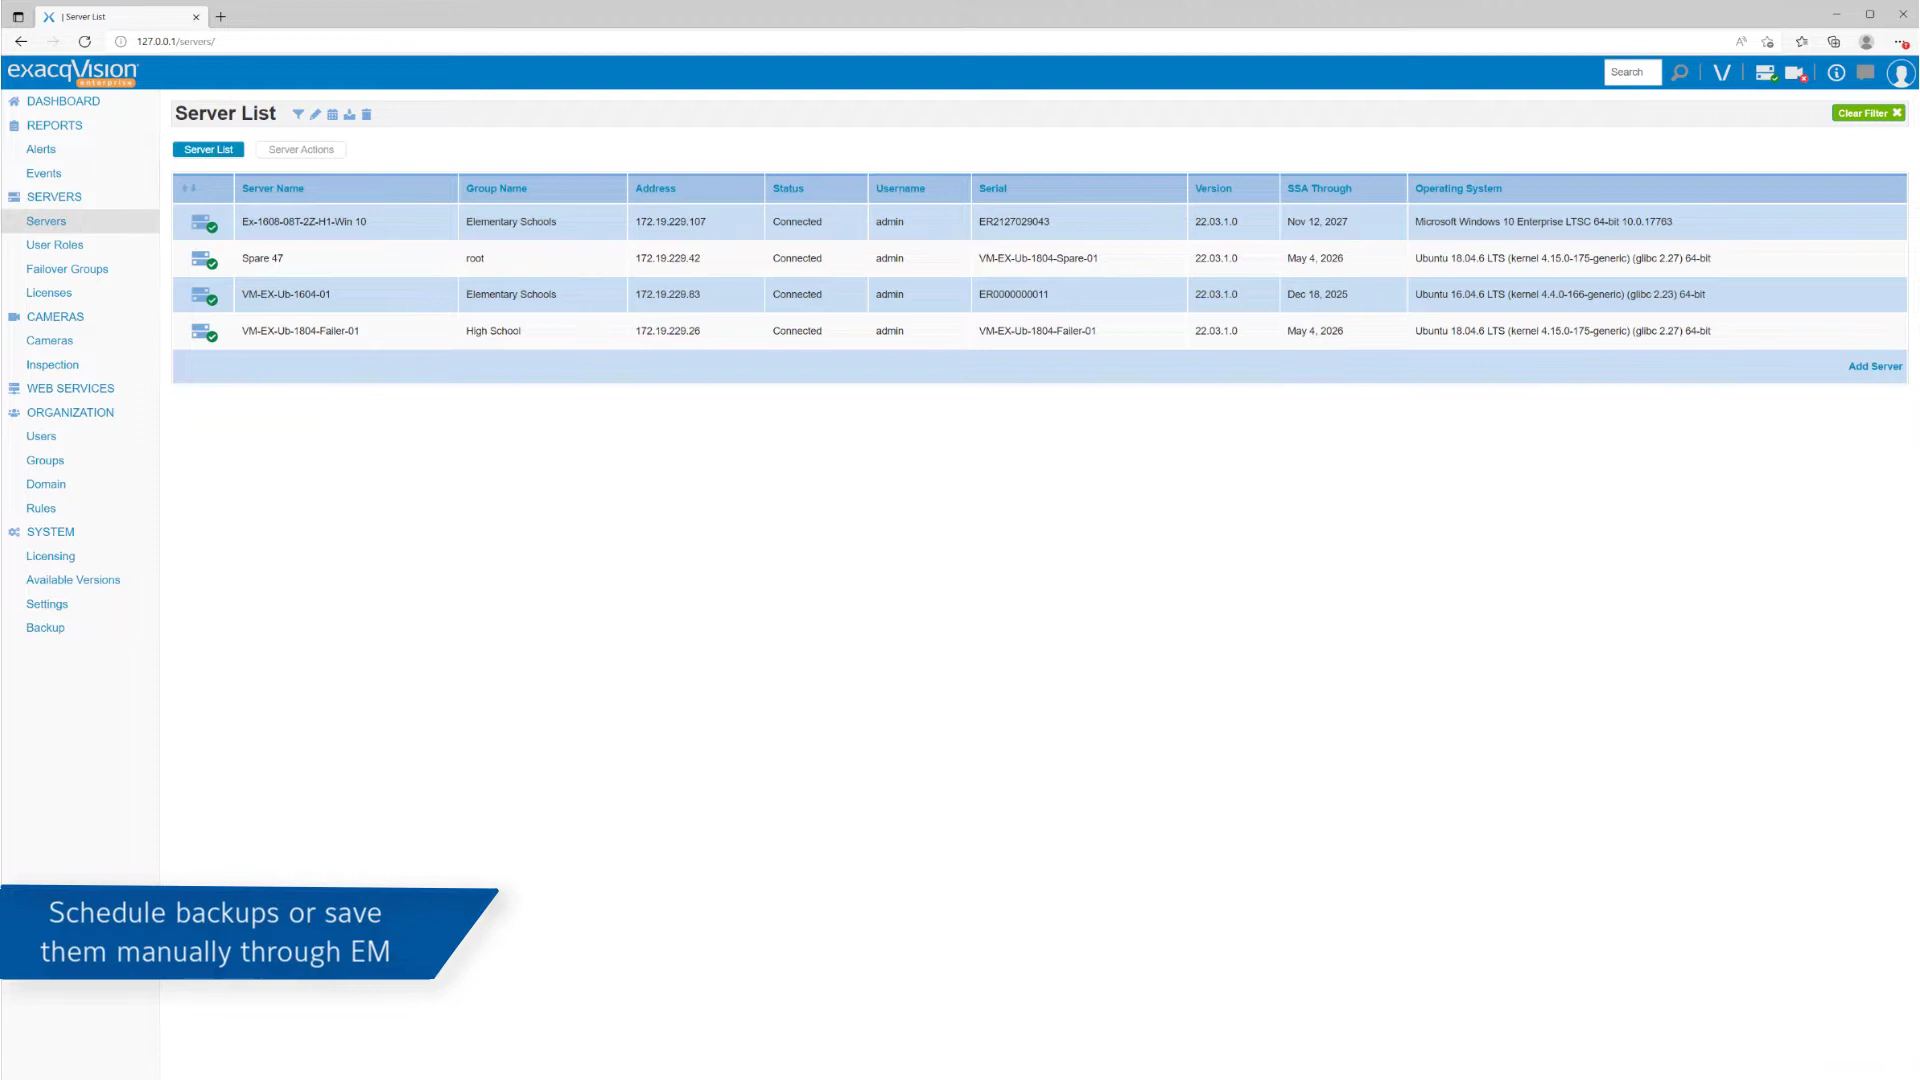 | Server List
127.0.0.1/servers/
exacqVision
enterprise
Search
DASHBOARD
REPORTS
Alerts
Events
SERVERS
Servers
User Roles
Failover Groups
Licenses
CAMERAS
Cameras
Inspection
WEB SERVICES
ORGANIZATION
Users
Groups
Domain
Rules
SYSTEM
Licensing
Available Versions
Settings
Backup
Server List
Clear Filter
Server List Server Actions
Server Name Group Name Address Status Username Serial Version SSA Through Operating System
Ex-1608-08T-2Z-H1-Win 10 Elementary Schools 172.19.229.107 Connected admin ER2127029043 22.03.1.0 Nov 12, 2027 Microsoft Windows 10 Enterprise LTSC 64-bit 10.0.17763
Spare 47 root 172.19.229.42 Connected admin VM-EX-Ub-1804-Spare-01 22.03.1.0 May 4, 2026 Ubuntu 18.04.6 LTS (kernel 4.15.0-175-generic) (glibc 2.27) 64-bit
VM-EX-Ub-1604-01 Elementary Schools 172.19.229.83 Connected admin ER0000000011 22.03.1.0 Dec 18, 2025 Ubuntu 16.04.6 LTS (kernel 4.4.0-166-generic) (glibc 2.23) 64-bit
VM-EX-Ub-1804-Failer-01 High School 172.19.229.26 Connected admin VM-EX-Ub-1804-Failer-01 22.03.1.0 May 4, 2026 Ubuntu 18.04.6 LTS (kernel 4.15.0-175-generic) (glibc 2.27) 64-bit
Add Server
Schedule backups or save
them manually through EM